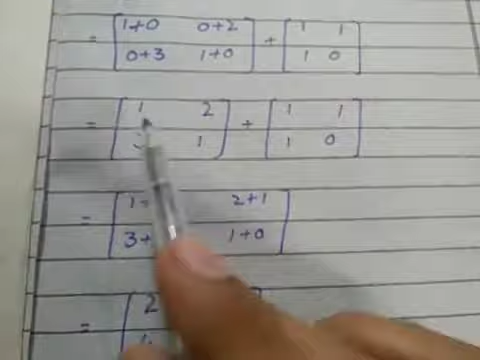 = [1+0 0+2 0+3 1+0] + [1 1 1 0]
= [1 2 1] + [1 1 1 0]
= [1 2+1 3+ 1+0]
= [2